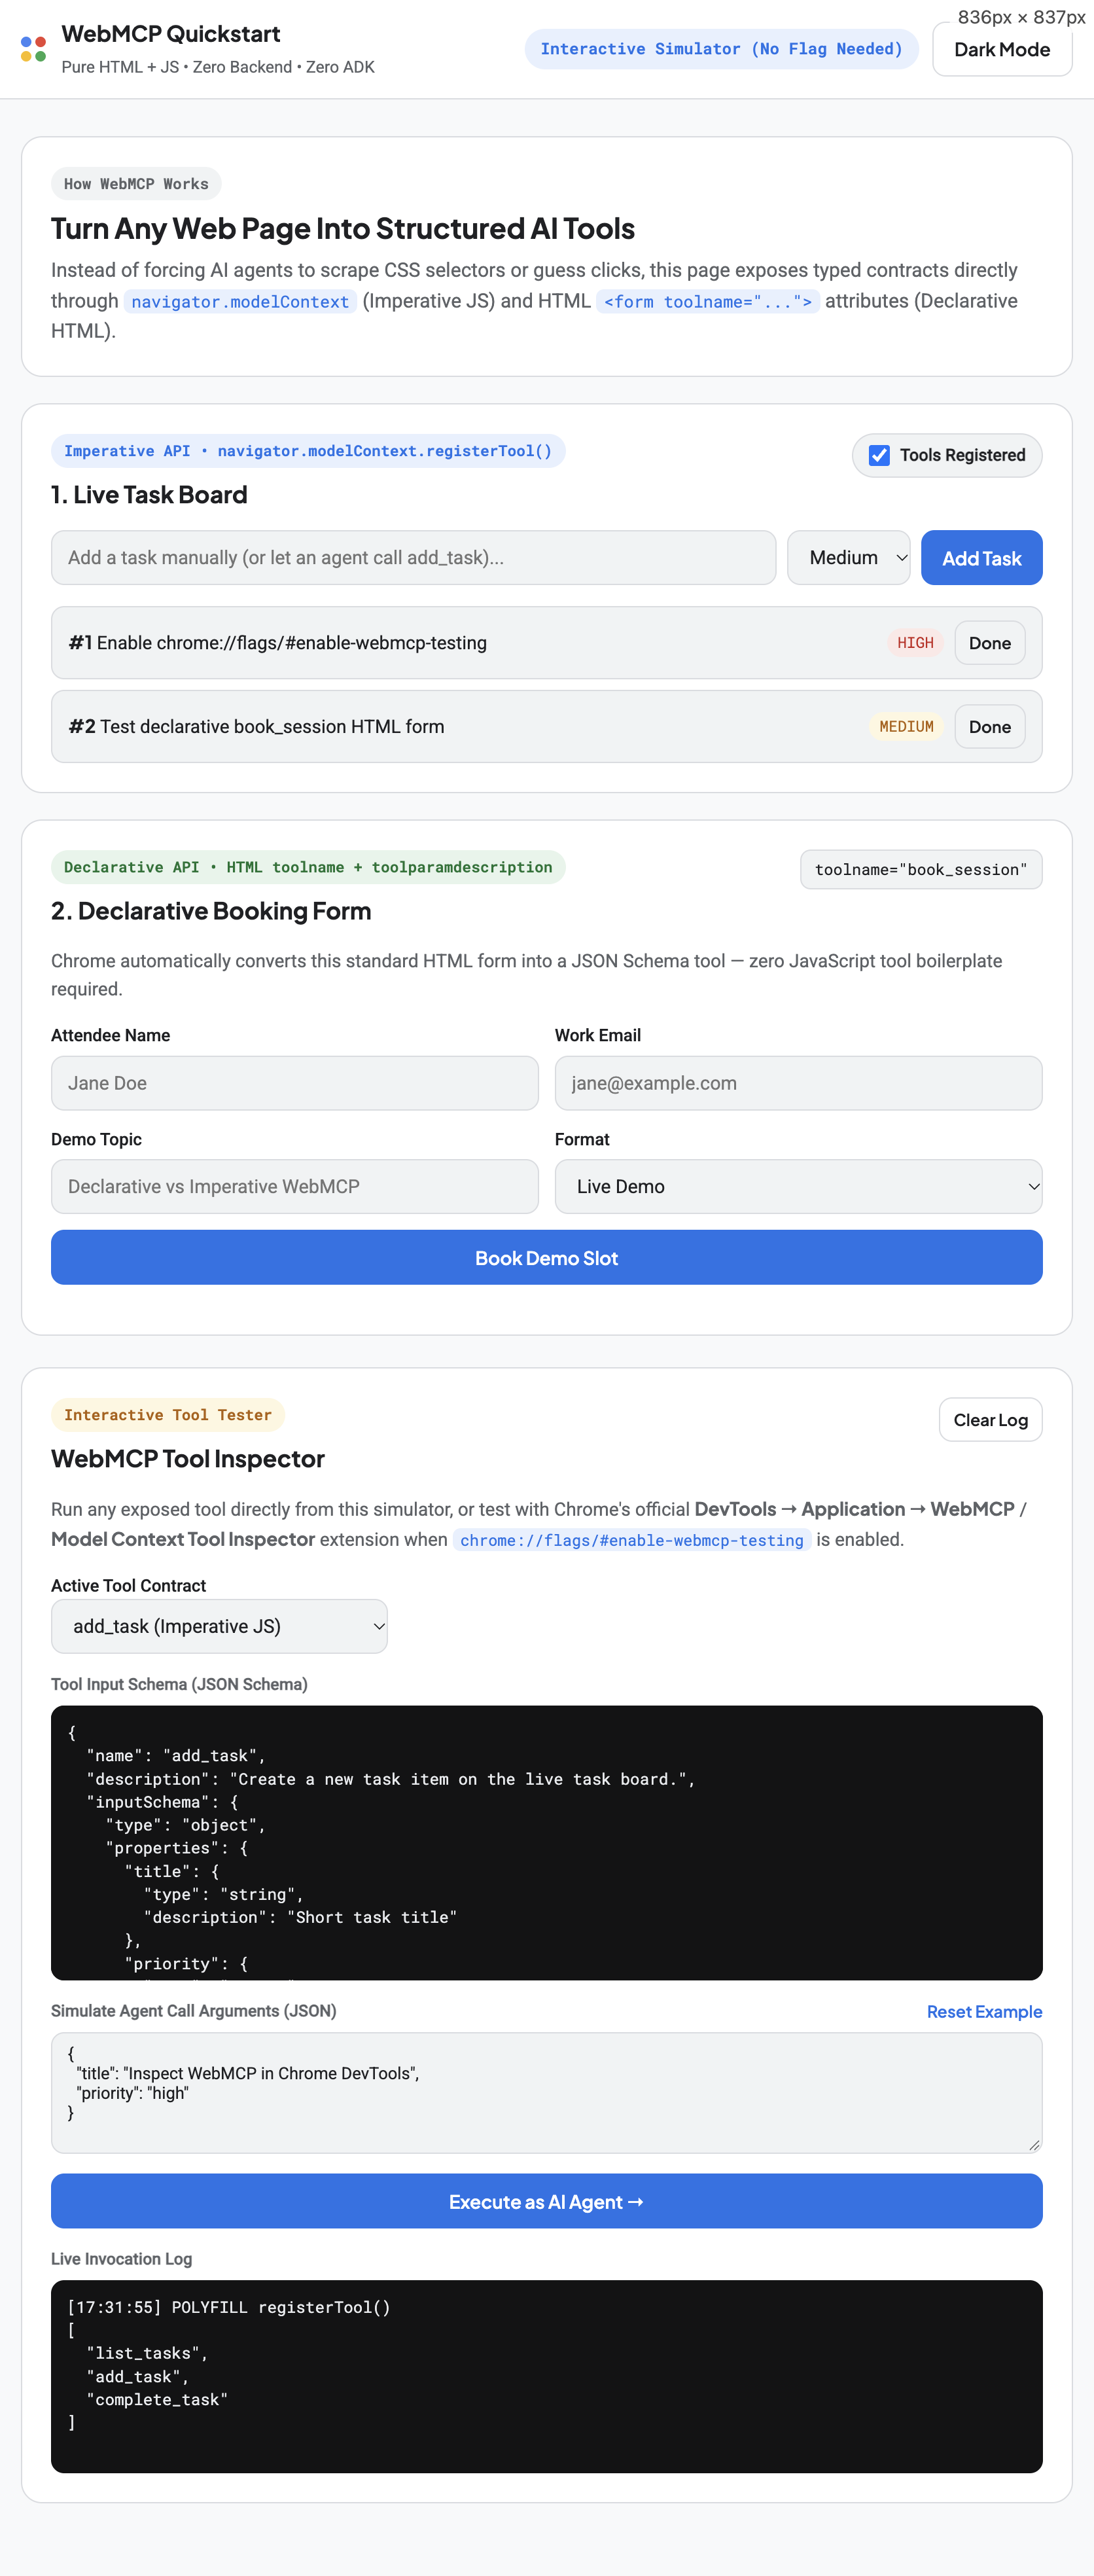 836px × 837px
WebMCP Quickstart
Pure HTML + JS • Zero Backend • Zero ADK
Interactive Simulator (No Flag Needed)
Dark Mode
How WebMCP Works
Turn Any Web Page Into Structured AI Tools
Instead of forcing AI agents to scrape CSS selectors or guess clicks, this page exposes typed contracts directly
through navigator.modelContext (Imperative JS) and HTML <form toolname="..."> attributes (Declarative
HTML).
Imperative API • navigator.modelContext.registerTool()
Tools Registered
1. Live Task Board
Add a task manually (or let an agent call add_task)...
Medium
Add Task
#1 Enable chrome://flags/#enable-webmcp-testing
HIGH
Done
#2 Test declarative book_session HTML form
MEDIUM
Done
Declarative API • HTML toolname + toolparamdescription
toolname="book_session"
2. Declarative Booking Form
Chrome automatically converts this standard HTML form into a JSON Schema tool — zero JavaScript tool boilerplate
required.
Attendee Name
Work Email
Jane Doe
jane@example.com
Demo Topic
Format
Declarative vs Imperative WebMCP
Live Demo
Book Demo Slot
Interactive Tool Tester
Clear Log
WebMCP Tool Inspector
Run any exposed tool directly from this simulator, or test with Chrome's official DevTools → Application → WebMCP /
Model Context Tool Inspector extension when chrome://flags/#enable-webmcp-testing is enabled.
Active Tool Contract
add_task (Imperative JS)
Tool Input Schema (JSON Schema)
{
  "name": "add_task",
  "description": "Create a new task item on the live task board.",
  "inputSchema": {
    "type": "object",
    "properties": {
      "title": {
        "type": "string",
        "description": "Short task title"
      },
      "priority": {
Simulate Agent Call Arguments (JSON)
Reset Example
{
  "title": "Inspect WebMCP in Chrome DevTools",
  "priority": "high"
}
Execute as AI Agent →
Live Invocation Log
[17:31:55] POLYFILL registerTool()
[
  "list_tasks",
  "add_task",
  "complete_task"
]